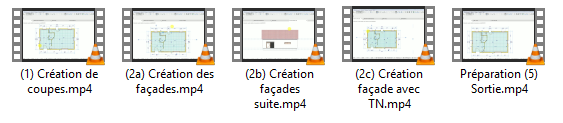 (1) Création de
coupes.mp4
(2a) Création des
façades.mp4
(2b) Création
façades
suite.mp4
(2c) Création
façade avec
TN.mp4
Préparation (5)
Sortie.mp4